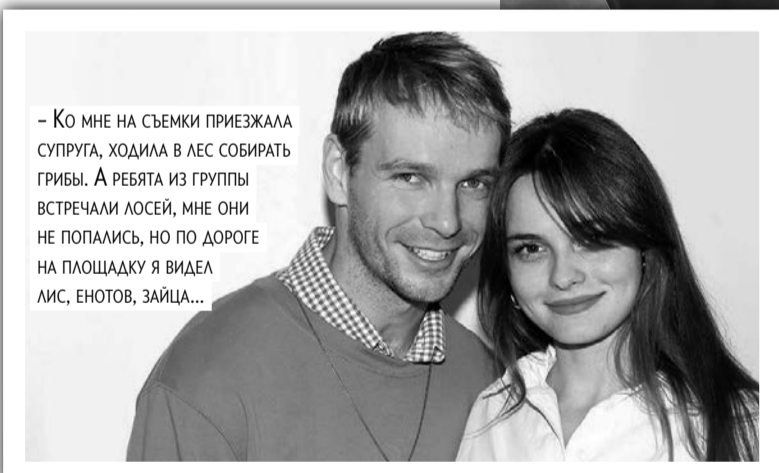 – Ко мне на съемки приезжала
супруга, ходила в лес собирать
грибы. А ребята из группы
встречали лосей, мне они
не попались, но по дороге
на площадку я видел
лис, енотов, зайца...